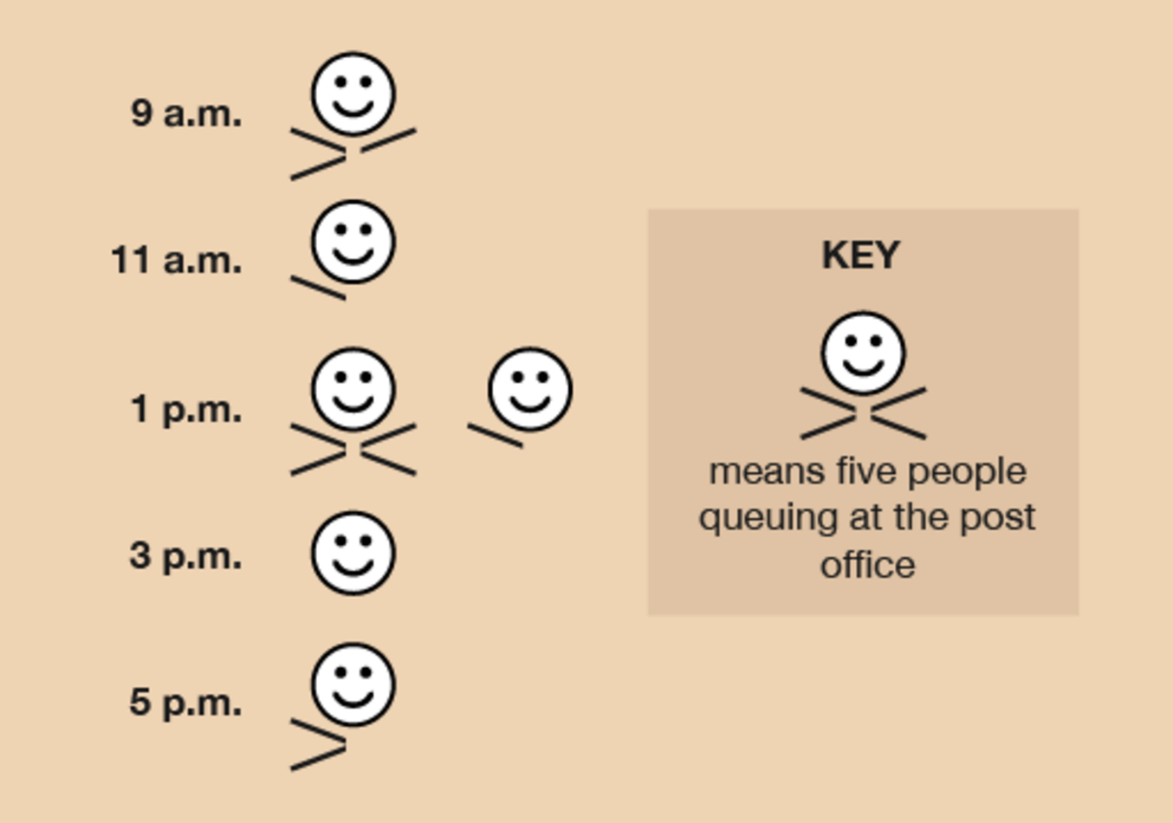 9 a.m.
11 a.m.
1 p.m.
3 p.m.
5 p.m.
KEY
means five people
queuing at the post
office